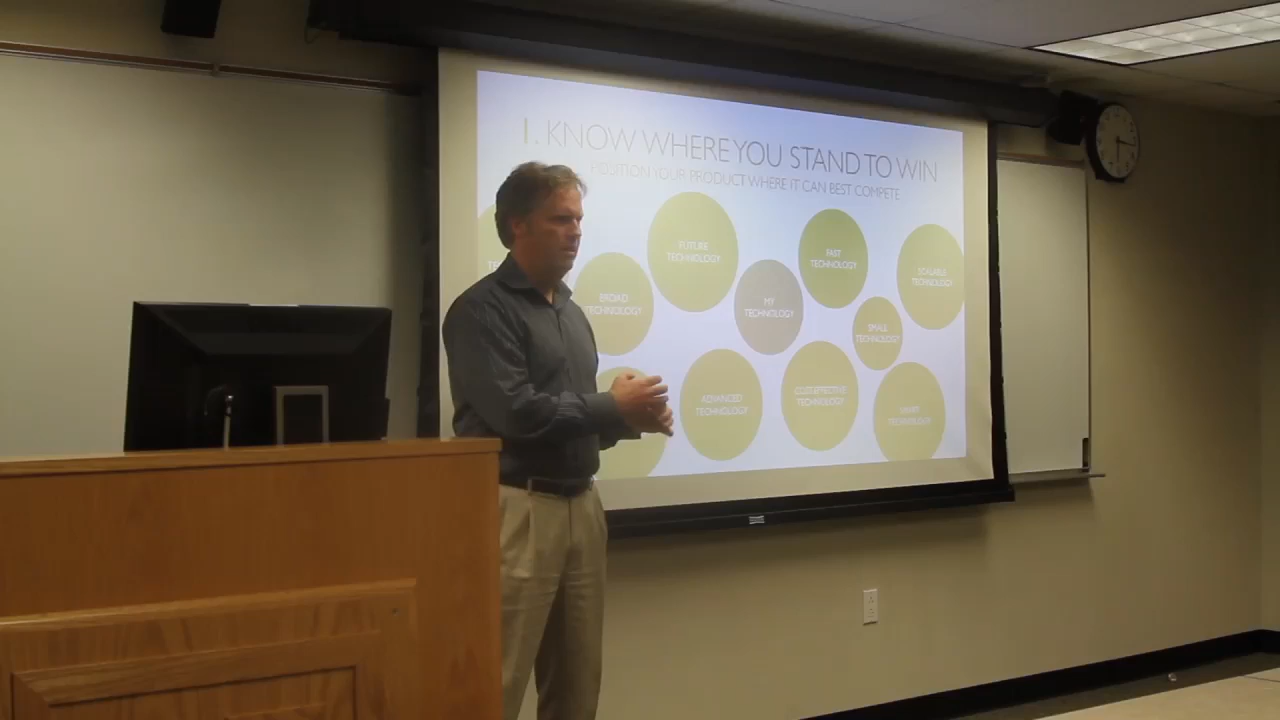 1. KNOW WHERE YOU STAND TO WIN
POSITION YOUR PRODUCT WHERE IT CAN BEST COMPETE
FUTURE
TECHNOLOGY
FAST
TECHNOLOGY
SCALABLE
TECHNOLOGY
BROAD
TECHNOLOGY
MY
TECHNOLOGY
SMALL
TECHNOLOGY
ADVANCED
TECHNOLOGY
COST EFFECTIVE
TECHNOLOGY
SMART
TECHNOLOGY